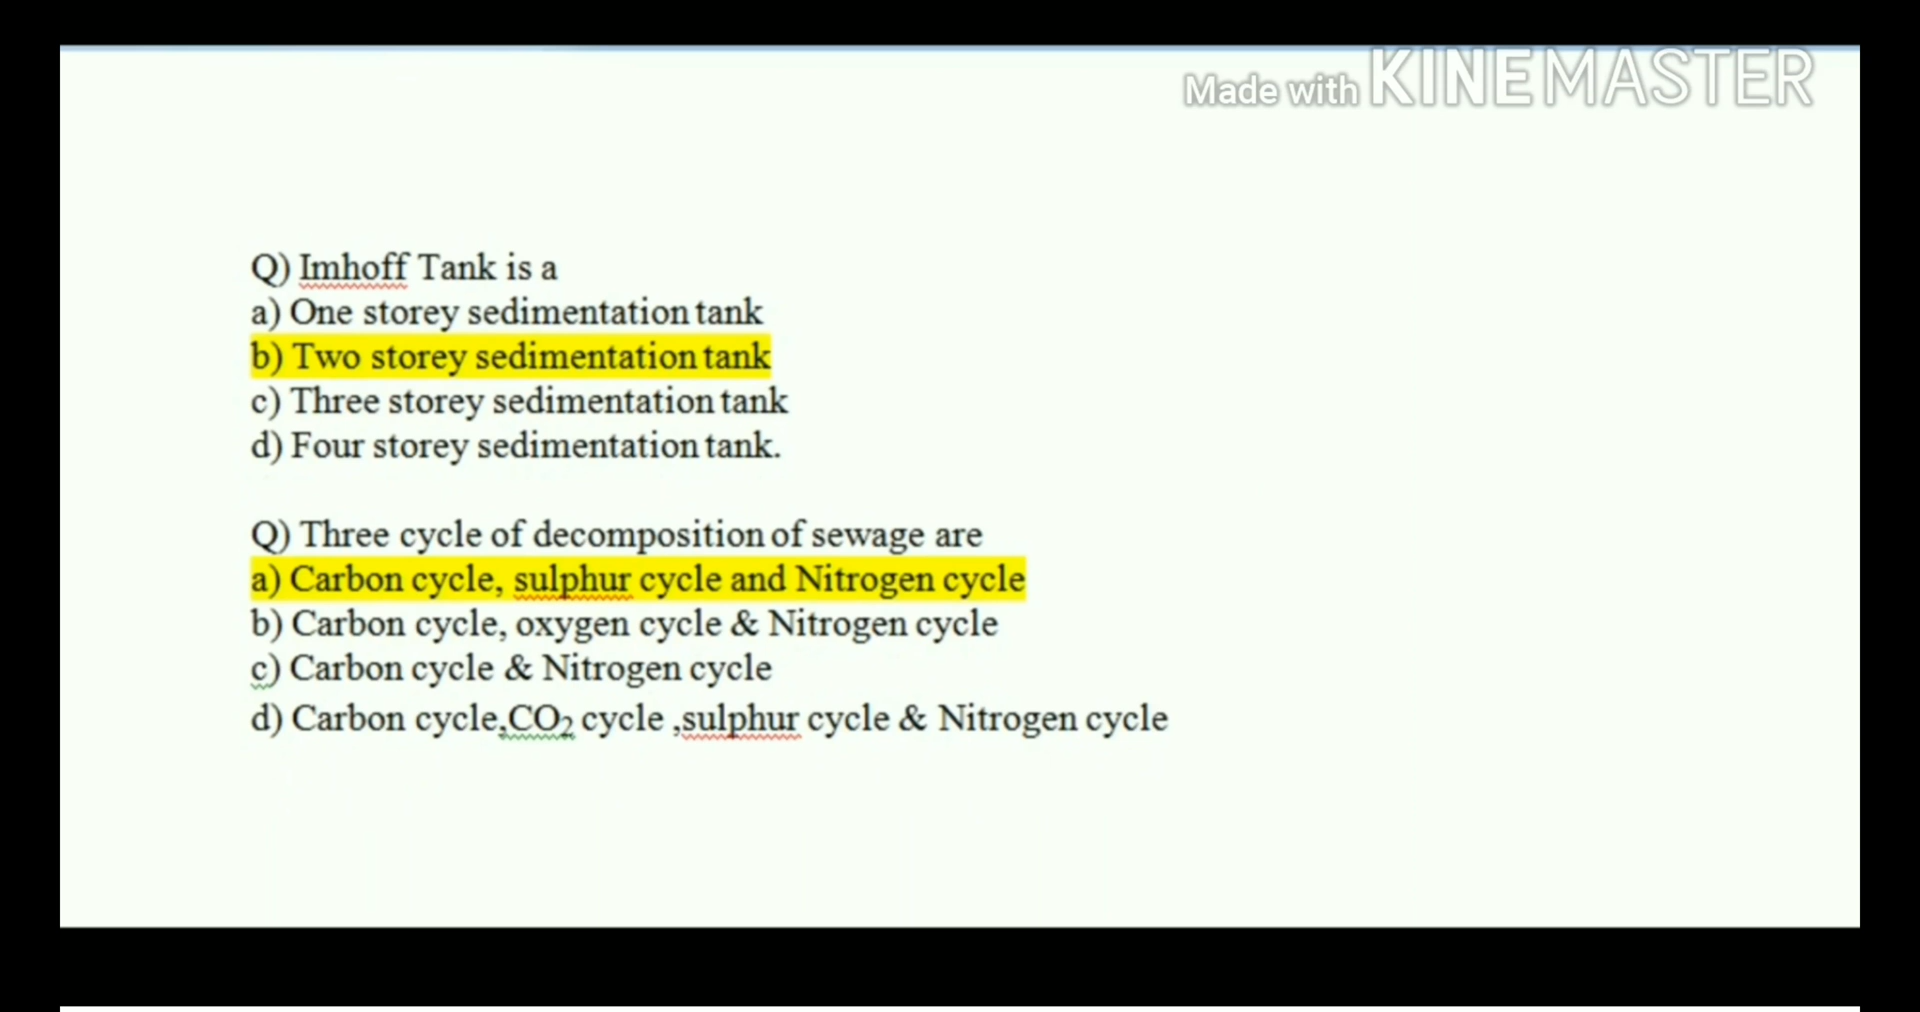 Made with KINEMASTER
Q) Imhoff Tank is a
a) One storey sedimentation tank
b) Two storey sedimentation tank
c) Three storey sedimentation tank
d) Four storey sedimentation tank.
Q) Three cycle of decomposition of sewage are
a) Carbon cycle, sulphur cycle and Nitrogen cycle
b) Carbon cycle, oxygen cycle & Nitrogen cycle
c) Carbon cycle & Nitrogen cycle
d) Carbon cycle,CO₂ cycle ,sulphur cycle & Nitrogen cycle